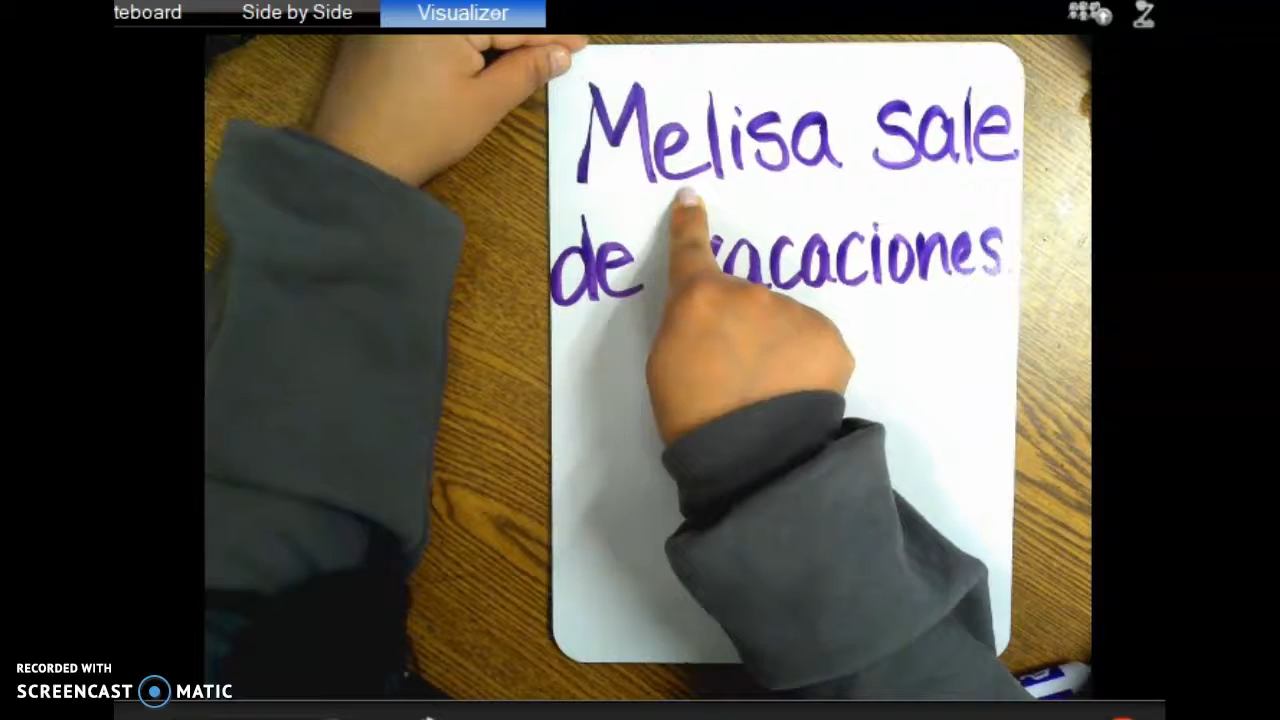 teboard Side by Side Visualizer
Melisa sale
de vacaciones.
RECORDED WITH
SCREENCAST MATIC